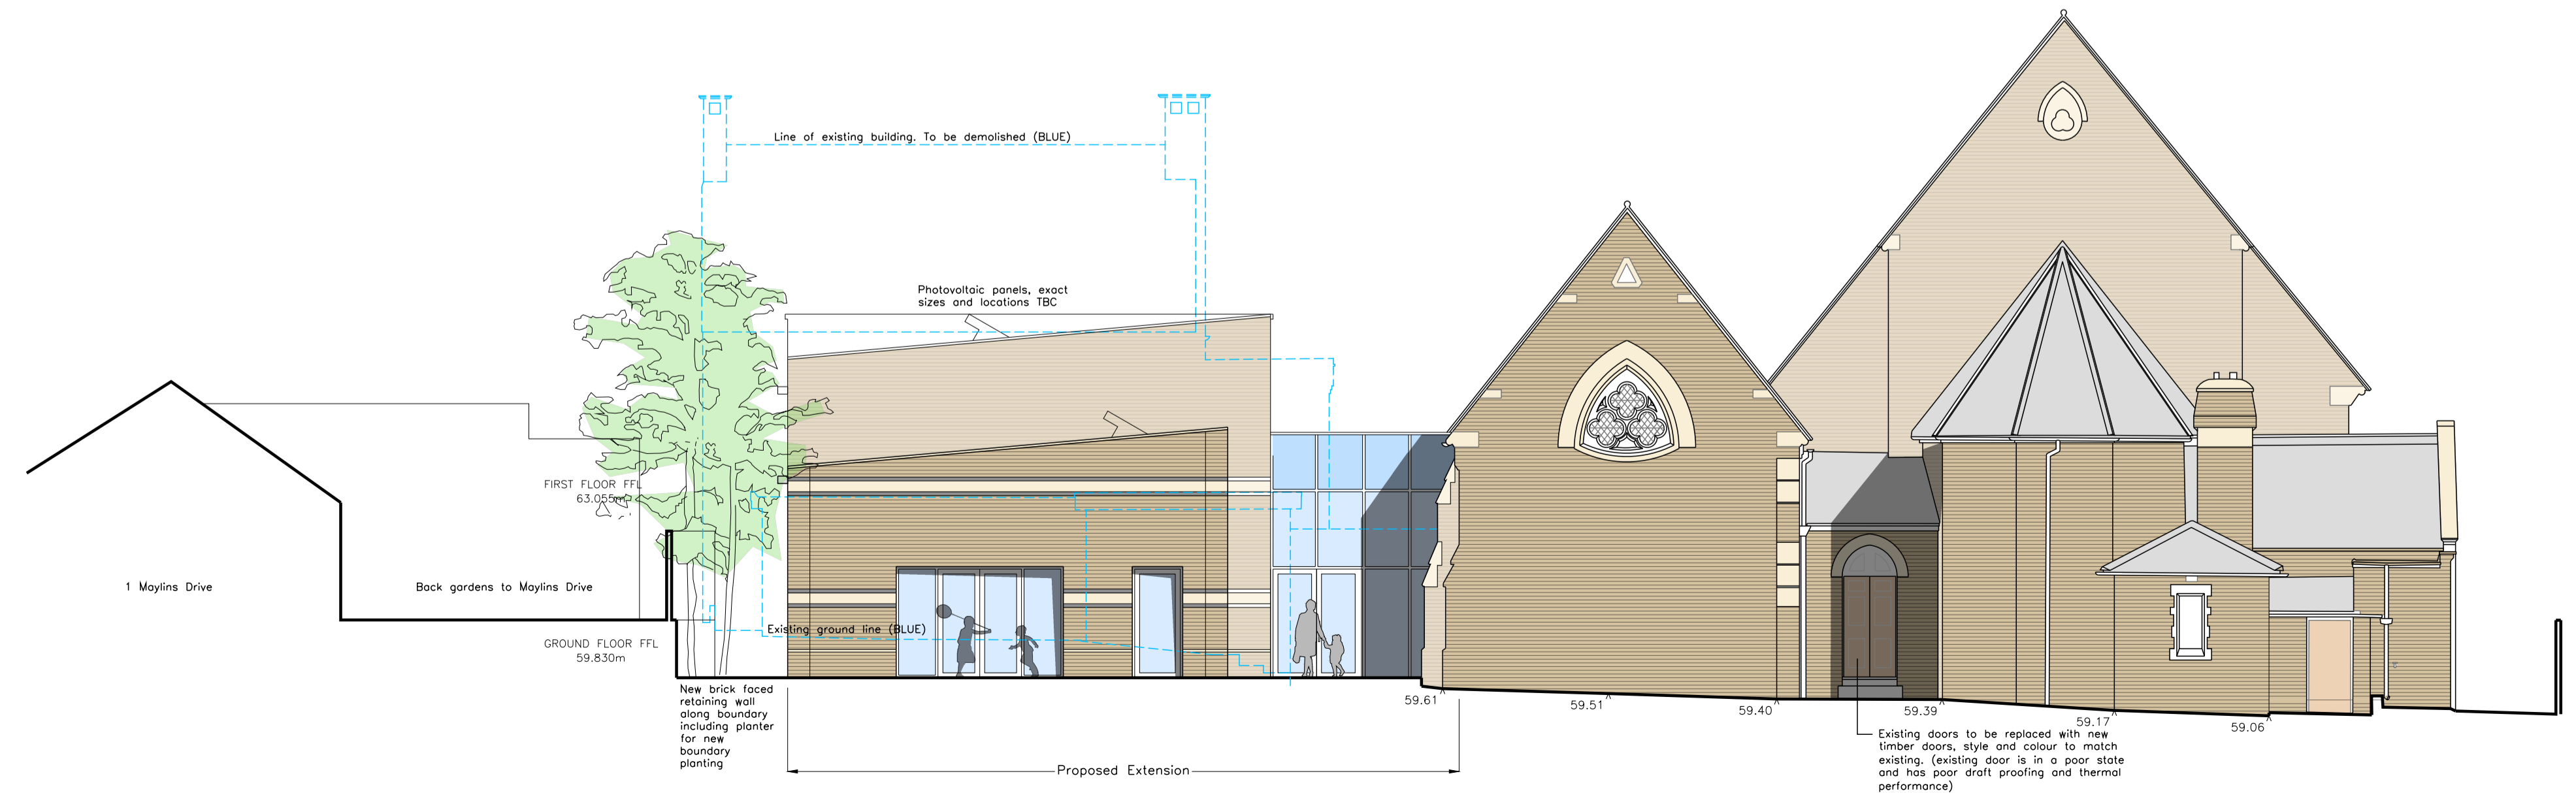 Line of existing building. To be demolished (BLUE)
Photovoltaic panels, exact
sizes and locations TBC
FIRST FLOOR FFL
63.055m
1 Maylins Drive
Back gardens to Maylins Drive
Existing ground line (BLUE)
GROUND FLOOR FFL
59.830m
New brick faced
retaining wall
along boundary
including planter
for new
boundary
planting
Proposed Extension
59.61
59.51
59.40
59.39
59.17
59.06
Existing doors to be replaced with new
timber doors, style and colour to match
existing. (existing door is in a poor state
and has poor draft proofing and thermal
performance)